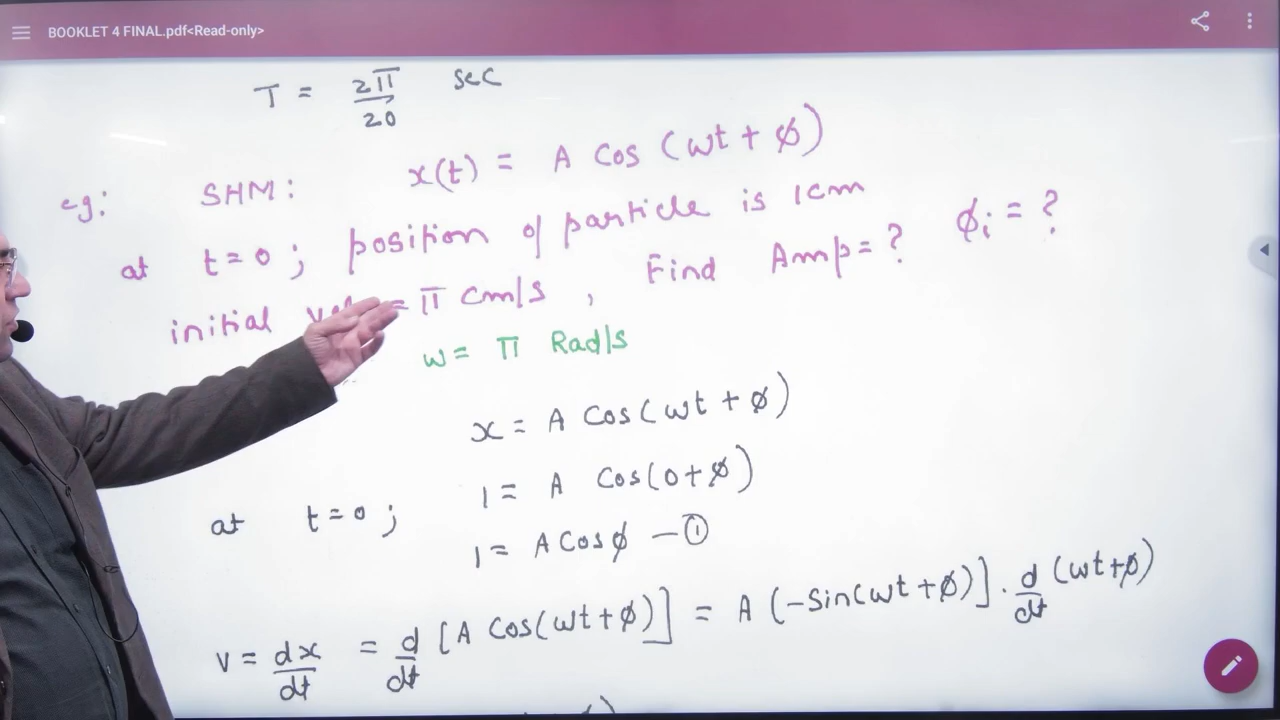 BOOKLET 4 FINAL.pdf<Read-only>
T = 2π/20 sec
eg: SHM: x(t) = A Cos (ωt + φ)
at t=0 ; position of particle is 1cm
initial = π cm/s , Find Amp = ? φi = ?
ω = π Rad/s
x = A Cos(ωt + φ)
at t=0 ; 1 = A Cos(0+φ)
1 = A Cosφ — ①
v = dx/dt = d/dt [A Cos(ωt+φ)] = A (-Sin(ωt+φ)] . d/dt (ωt+φ)